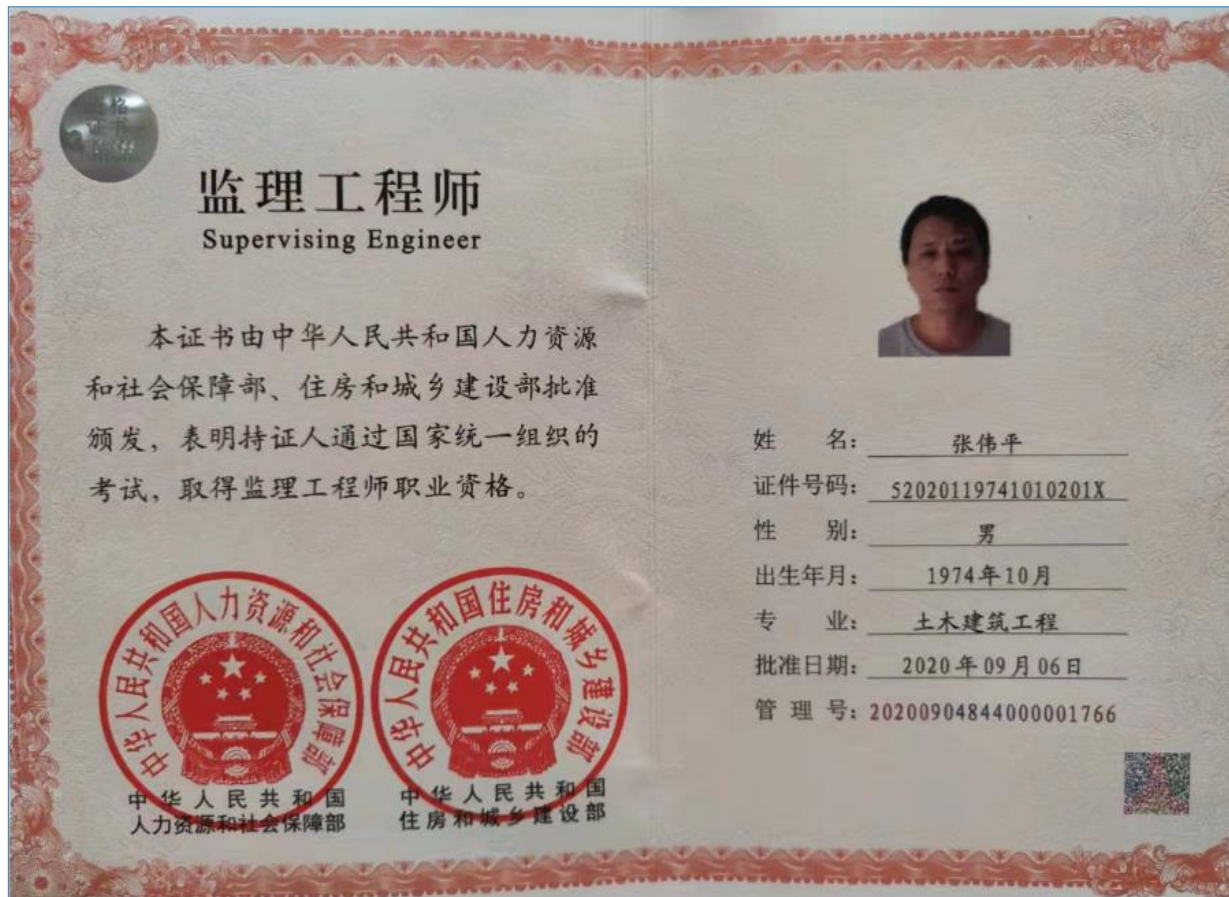 监理工程师
Supervising Engineer
本证书由中华人民共和国人力资源
和社会保障部、住房和城乡建设部批准
颁发，表明持证人通过国家统一组织的
考试，取得监理工程师职业资格。
中华人民共和国人力资源和社会保障部
中华人民共和国
人力资源和社会保障部
中华人民共和国住房和城乡建设部
中华人民共和国
住房和城乡建设部
姓 名： 张伟平
证件号码： 52020119741010201X
性 别： 男
出生年月： 1974年10月
专 业： 土木建筑工程
批准日期： 2020年09月06日
管 理 号：20200904844000001766